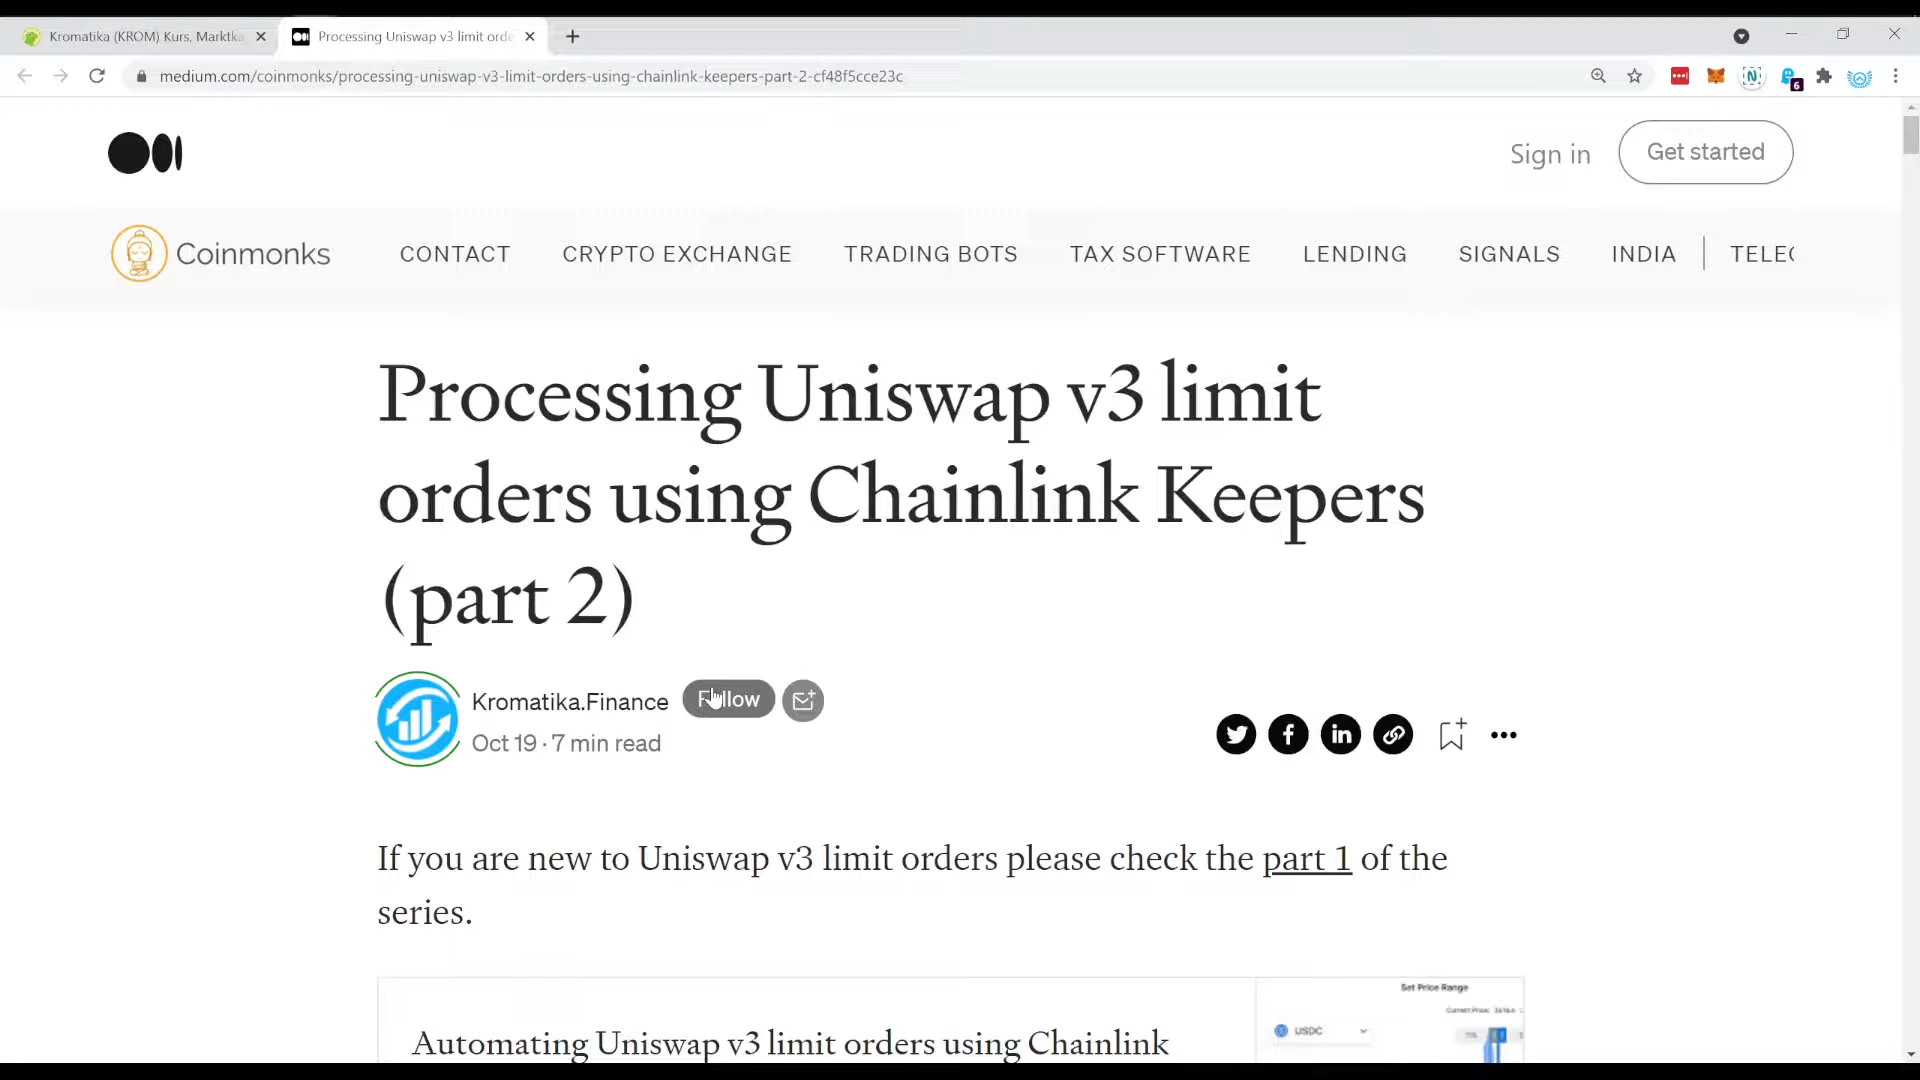 Kromatika (KROM) Kurs, Marktka
Processing Uniswap v3 limit orde
medium.com/coinmonks/processing-uniswap-v3-limit-orders-using-chainlink-keepers-part-2-cf48f5cce23c
6
Sign in
Get started
Coinmonks
CONTACT
CRYPTO EXCHANGE
TRADING BOTS
TAX SOFTWARE
LENDING
SIGNALS
INDIA
TELEC
Processing Uniswap v3 limit
orders using Chainlink Keepers
(part 2)
Kromatika.Finance
Follow
Oct 19 · 7 min read
If you are new to Uniswap v3 limit orders please check the part 1 of the
series.
Automating Uniswap v3 limit orders using Chainlink
Set Price Range
USDC